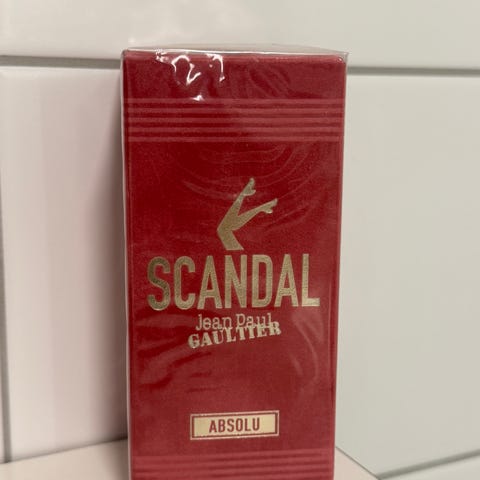 SCANDAL
Jean Paul
GAULTIER
ABSOLU